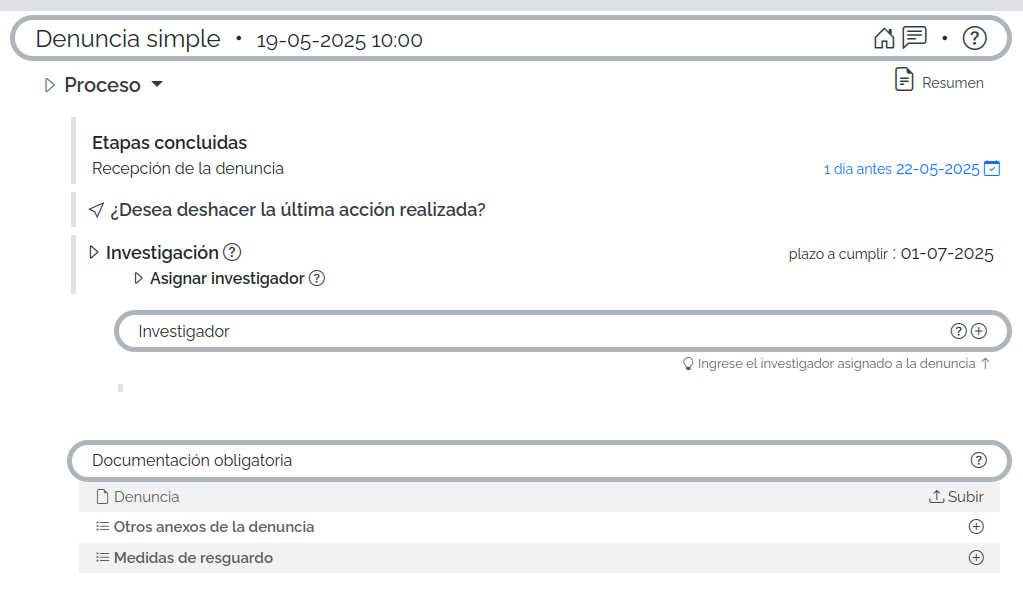 Denuncia simple • 19-05-2025 10:00
Proceso
Resumen
Etapas concluidas
Recepción de la denuncia
1 dia antes 22-05-2025
¿Desea deshacer la última acción realizada?
Investigación
plazo a cumplir : 01-07-2025
Asignar investigador
Investigador
Ingrese el investigador asignado a la denuncia ↑
Documentación obligatoria
Denuncia
Subir
Otros anexos de la denuncia
Medidas de resguardo